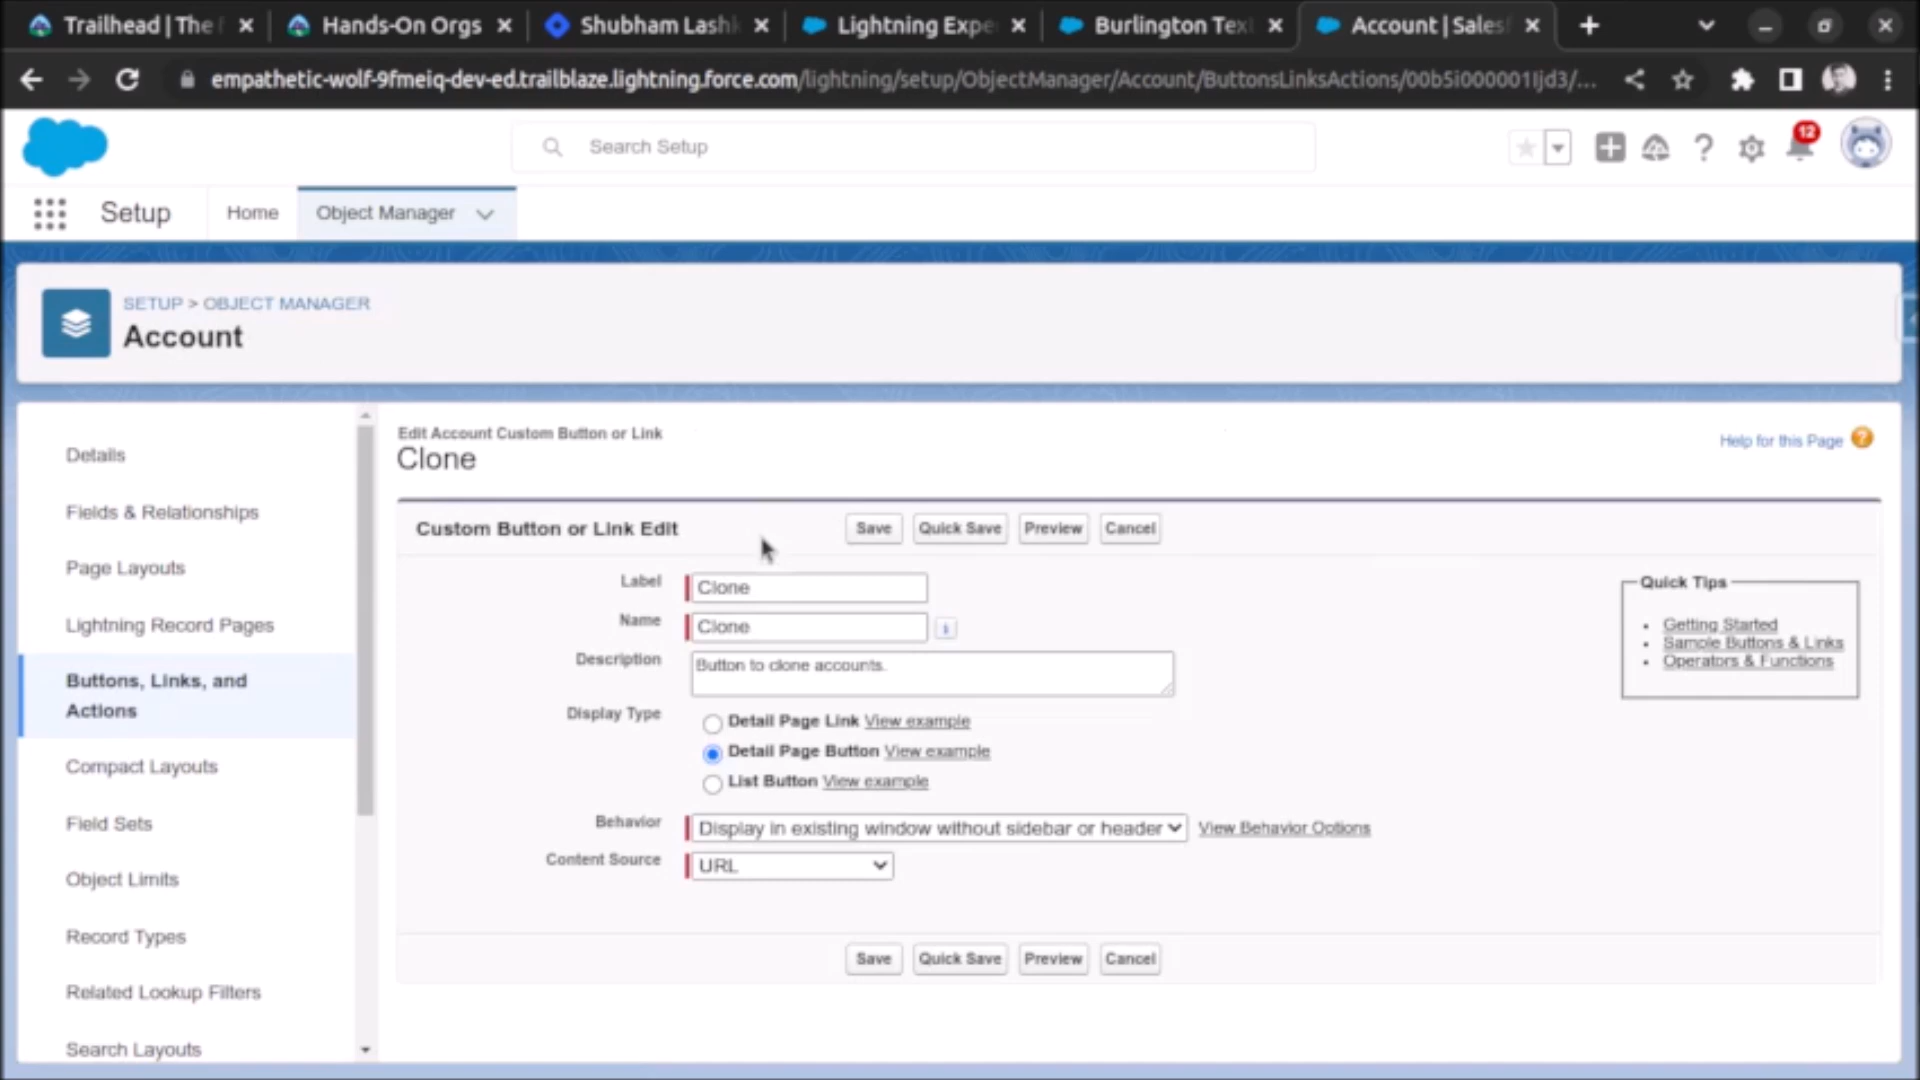 Trailhead | The
Hands-On Orgs
Shubham Lash
Lightning Expe
Burlington Text
Account | Sales
empathetic-wolf-9fmeiq-dev-ed.trailblaze.lightning.force.com/lightning/setup/ObjectManager/Account/ButtonsLinksActions/00b5i000001Ijd3/...
Search Setup
12
Setup
Home
Object Manager
SETUP > OBJECT MANAGER
Account
Details
Fields & Relationships
Page Layouts
Lightning Record Pages
Buttons, Links, and
Actions
Compact Layouts
Field Sets
Object Limits
Record Types
Related Lookup Filters
Search Layouts
Edit Account Custom Button or Link
Clone
Help for this Page
Custom Button or Link Edit
Save
Quick Save
Preview
Cancel
Label
Clone
Name
Clone
i
Description
Button to clone accounts.
Display Type
Detail Page Link View example
Detail Page Button View example
List Button View example
Behavior
Display in existing window without sidebar or header
View Behavior Options
Content Source
URL
Quick Tips
Getting Started
Sample Buttons & Links
Operators & Functions
Save
Quick Save
Preview
Cancel